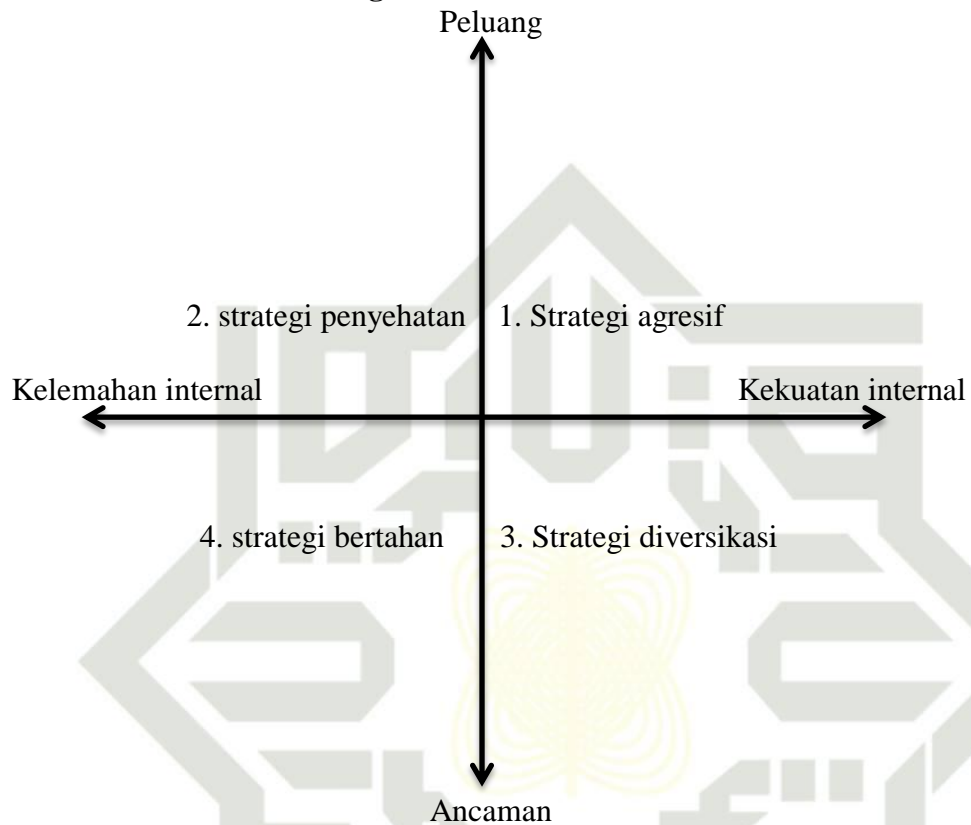 Peluang
2. strategi penyehatan
1. Strategi agresif
Kelemahan internal
Kekuatan internal
4. strategi bertahan
3. Strategi diversikasi
Ancaman